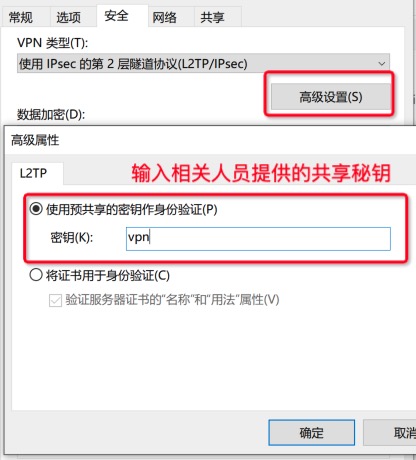 常规 选项 安全 网络 共享
VPN 类型(T):
使用 IPsec 的第 2 层隧道协议(L2TP/IPsec)
高级设置(S)
数据加密(D):
高级属性
L2TP
输入相关人员提供的共享秘钥
使用预共享的密钥作身份验证(P)
密钥(K): vpn
将证书用于身份验证(C)
验证服务器证书的“名称”和“用法”属性(V)
确定 取消